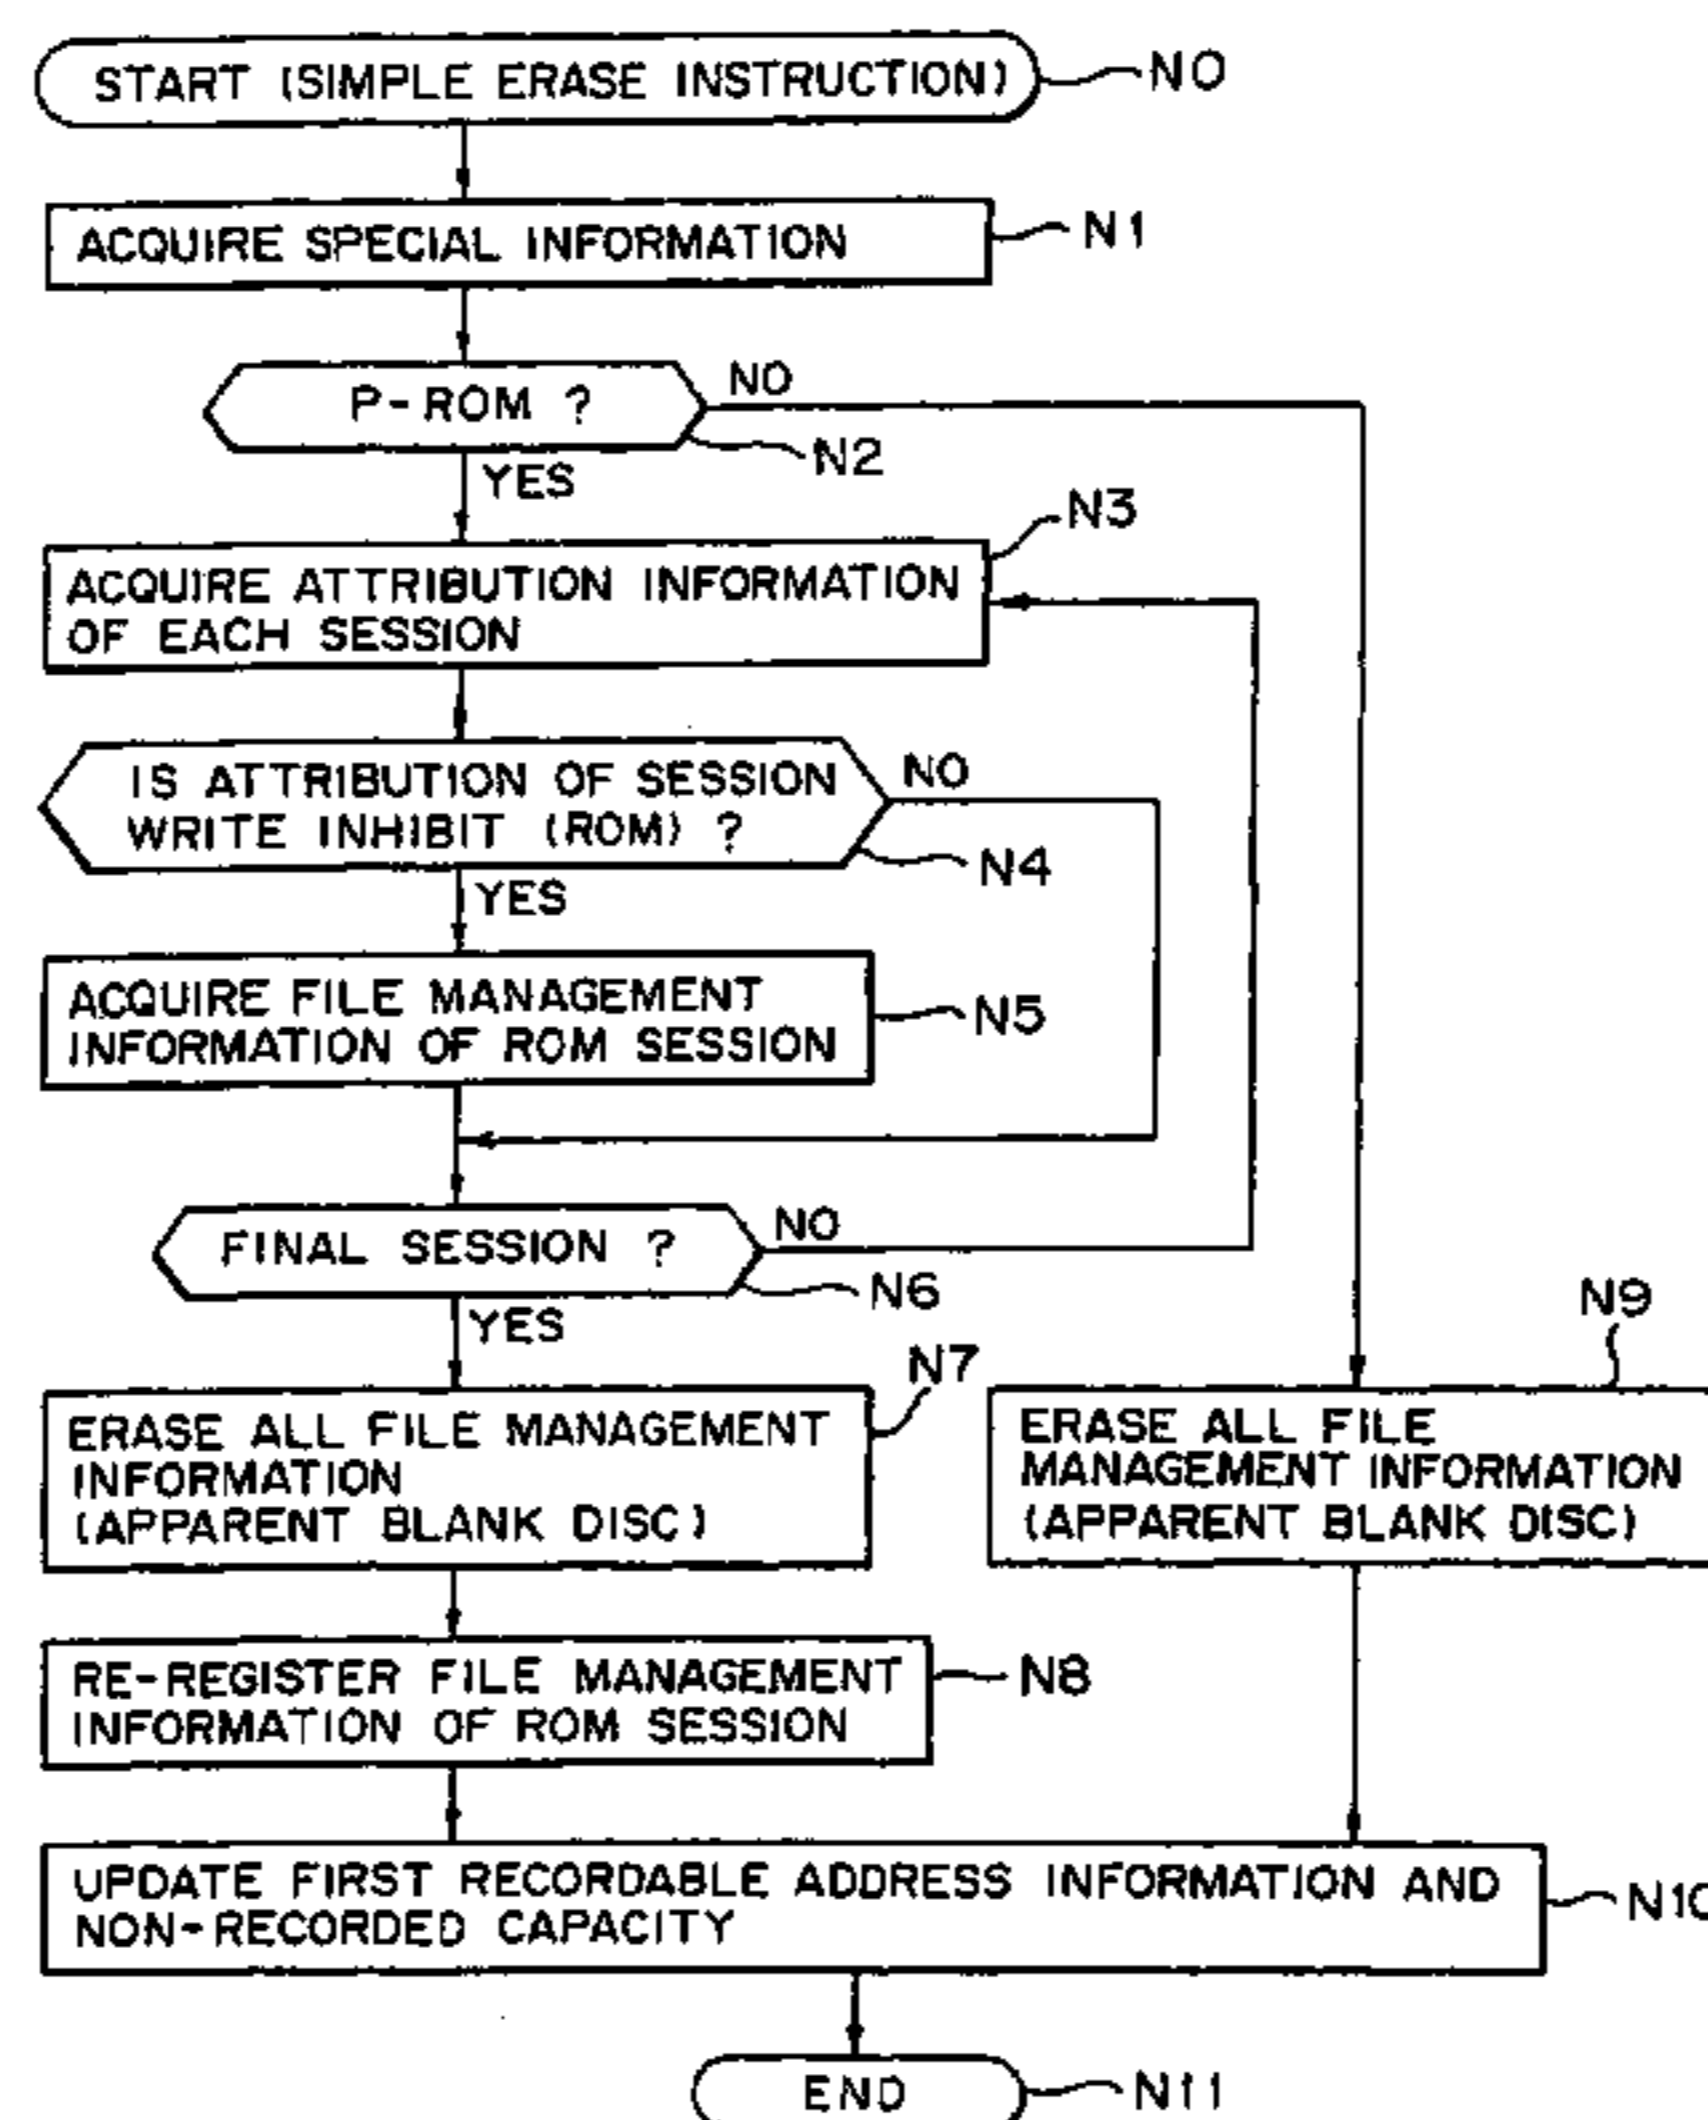 START (SIMPLE ERASE INSTRUCTION)
N0
ACQUIRE SPECIAL INFORMATION
N1
P-ROM ?
NO
N2
YES
N3
ACQUIRE ATTRIBUTION INFORMATION
OF EACH SESSION
IS ATTRIBUTION OF SESSION
WRITE INHIBIT (ROM) ?
NO
N4
YES
ACQUIRE FILE MANAGEMENT
INFORMATION OF ROM SESSION
N5
FINAL SESSION ?
NO
N6
YES
N7
ERASE ALL FILE MANAGEMENT
INFORMATION
(APPARENT BLANK DISC)
N9
ERASE ALL FILE
MANAGEMENT INFORMATION
(APPARENT BLANK DISC)
RE-REGISTER FILE MANAGEMENT
INFORMATION OF ROM SESSION
N8
UPDATE FIRST RECORDABLE ADDRESS INFORMATION AND
NON-RECORDED CAPACITY
N10
END
N11